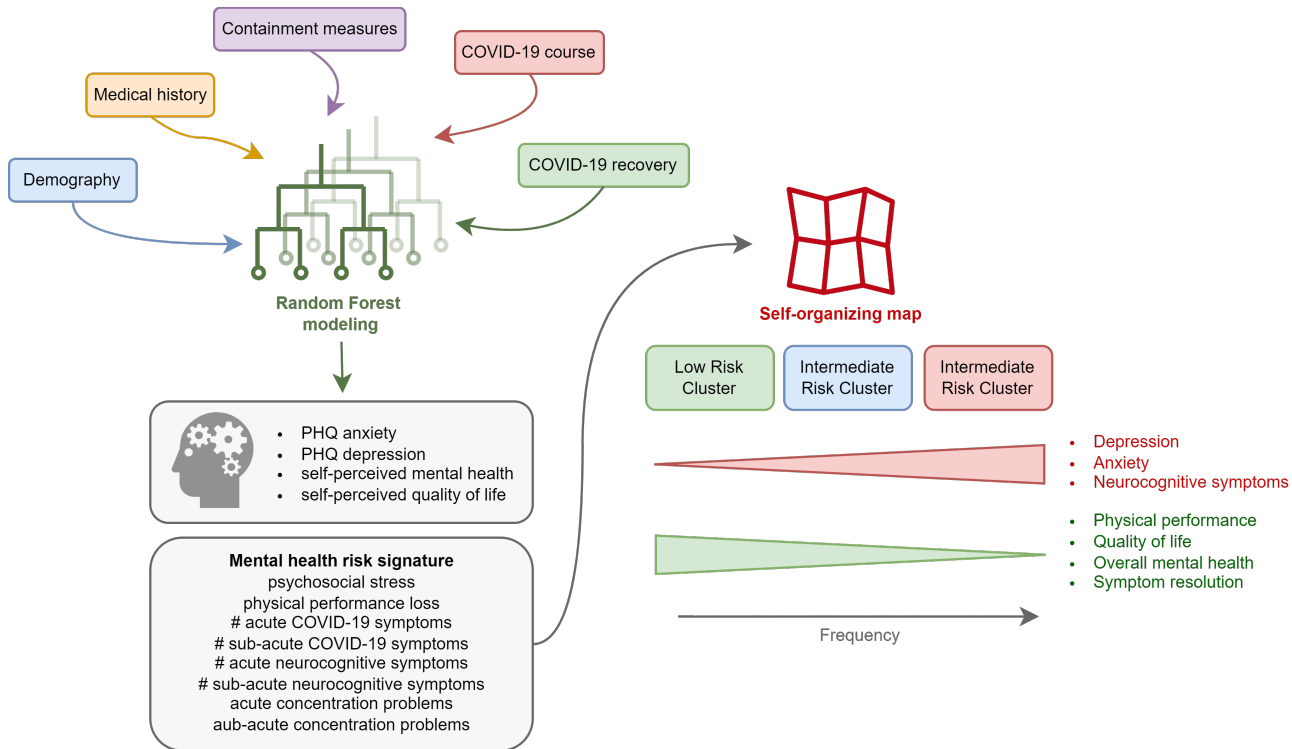 Containment measures
COVID-19 course
Medical history
Demography
COVID-19 recovery
Random Forest
modeling
PHQ anxiety
PHQ depression
self-perceived mental health
self-perceived quality of life
Mental health risk signature
psychosocial stress
physical performance loss
# acute COVID-19 symptoms
# sub-acute COVID-19 symptoms
# acute neurocognitive symptoms
# sub-acute neurocognitive symptoms
acute concentration problems
aub-acute concentration problems
Self-organizing map
Low Risk
Cluster
Intermediate
Risk Cluster
Intermediate
Risk Cluster
Depression
Anxiety
Neurocognitive symptoms
Physical performance
Quality of life
Overall mental health
Symptom resolution
Frequency